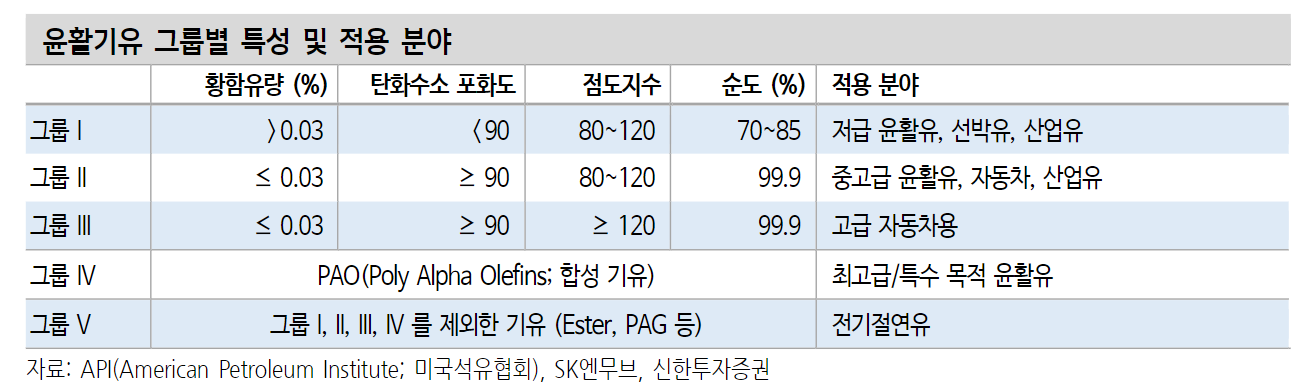 윤활기유 그룹별 특성 및 적용 분야
황함유량 (%) 탄화수소 포화도 점도지수 순도 (%) 적용 분야
그룹 I 〉0.03 〈90 80~120 70~85 저급 윤활유, 선박유, 산업유
그룹 II ≤ 0.03 ≥ 90 80~120 99.9 중고급 윤활유, 자동차, 산업유
그룹 III ≤ 0.03 ≥ 90 ≥ 120 99.9 고급 자동차용
그룹 IV PAO(Poly Alpha Olefins; 합성 기유) 최고급/특수 목적 윤활유
그룹 V 그룹 I, II, III, IV 를 제외한 기유 (Ester, PAG 등) 전기절연유
자료: API(American Petroleum Institute; 미국석유협회), SK엔무브, 신한투자증권